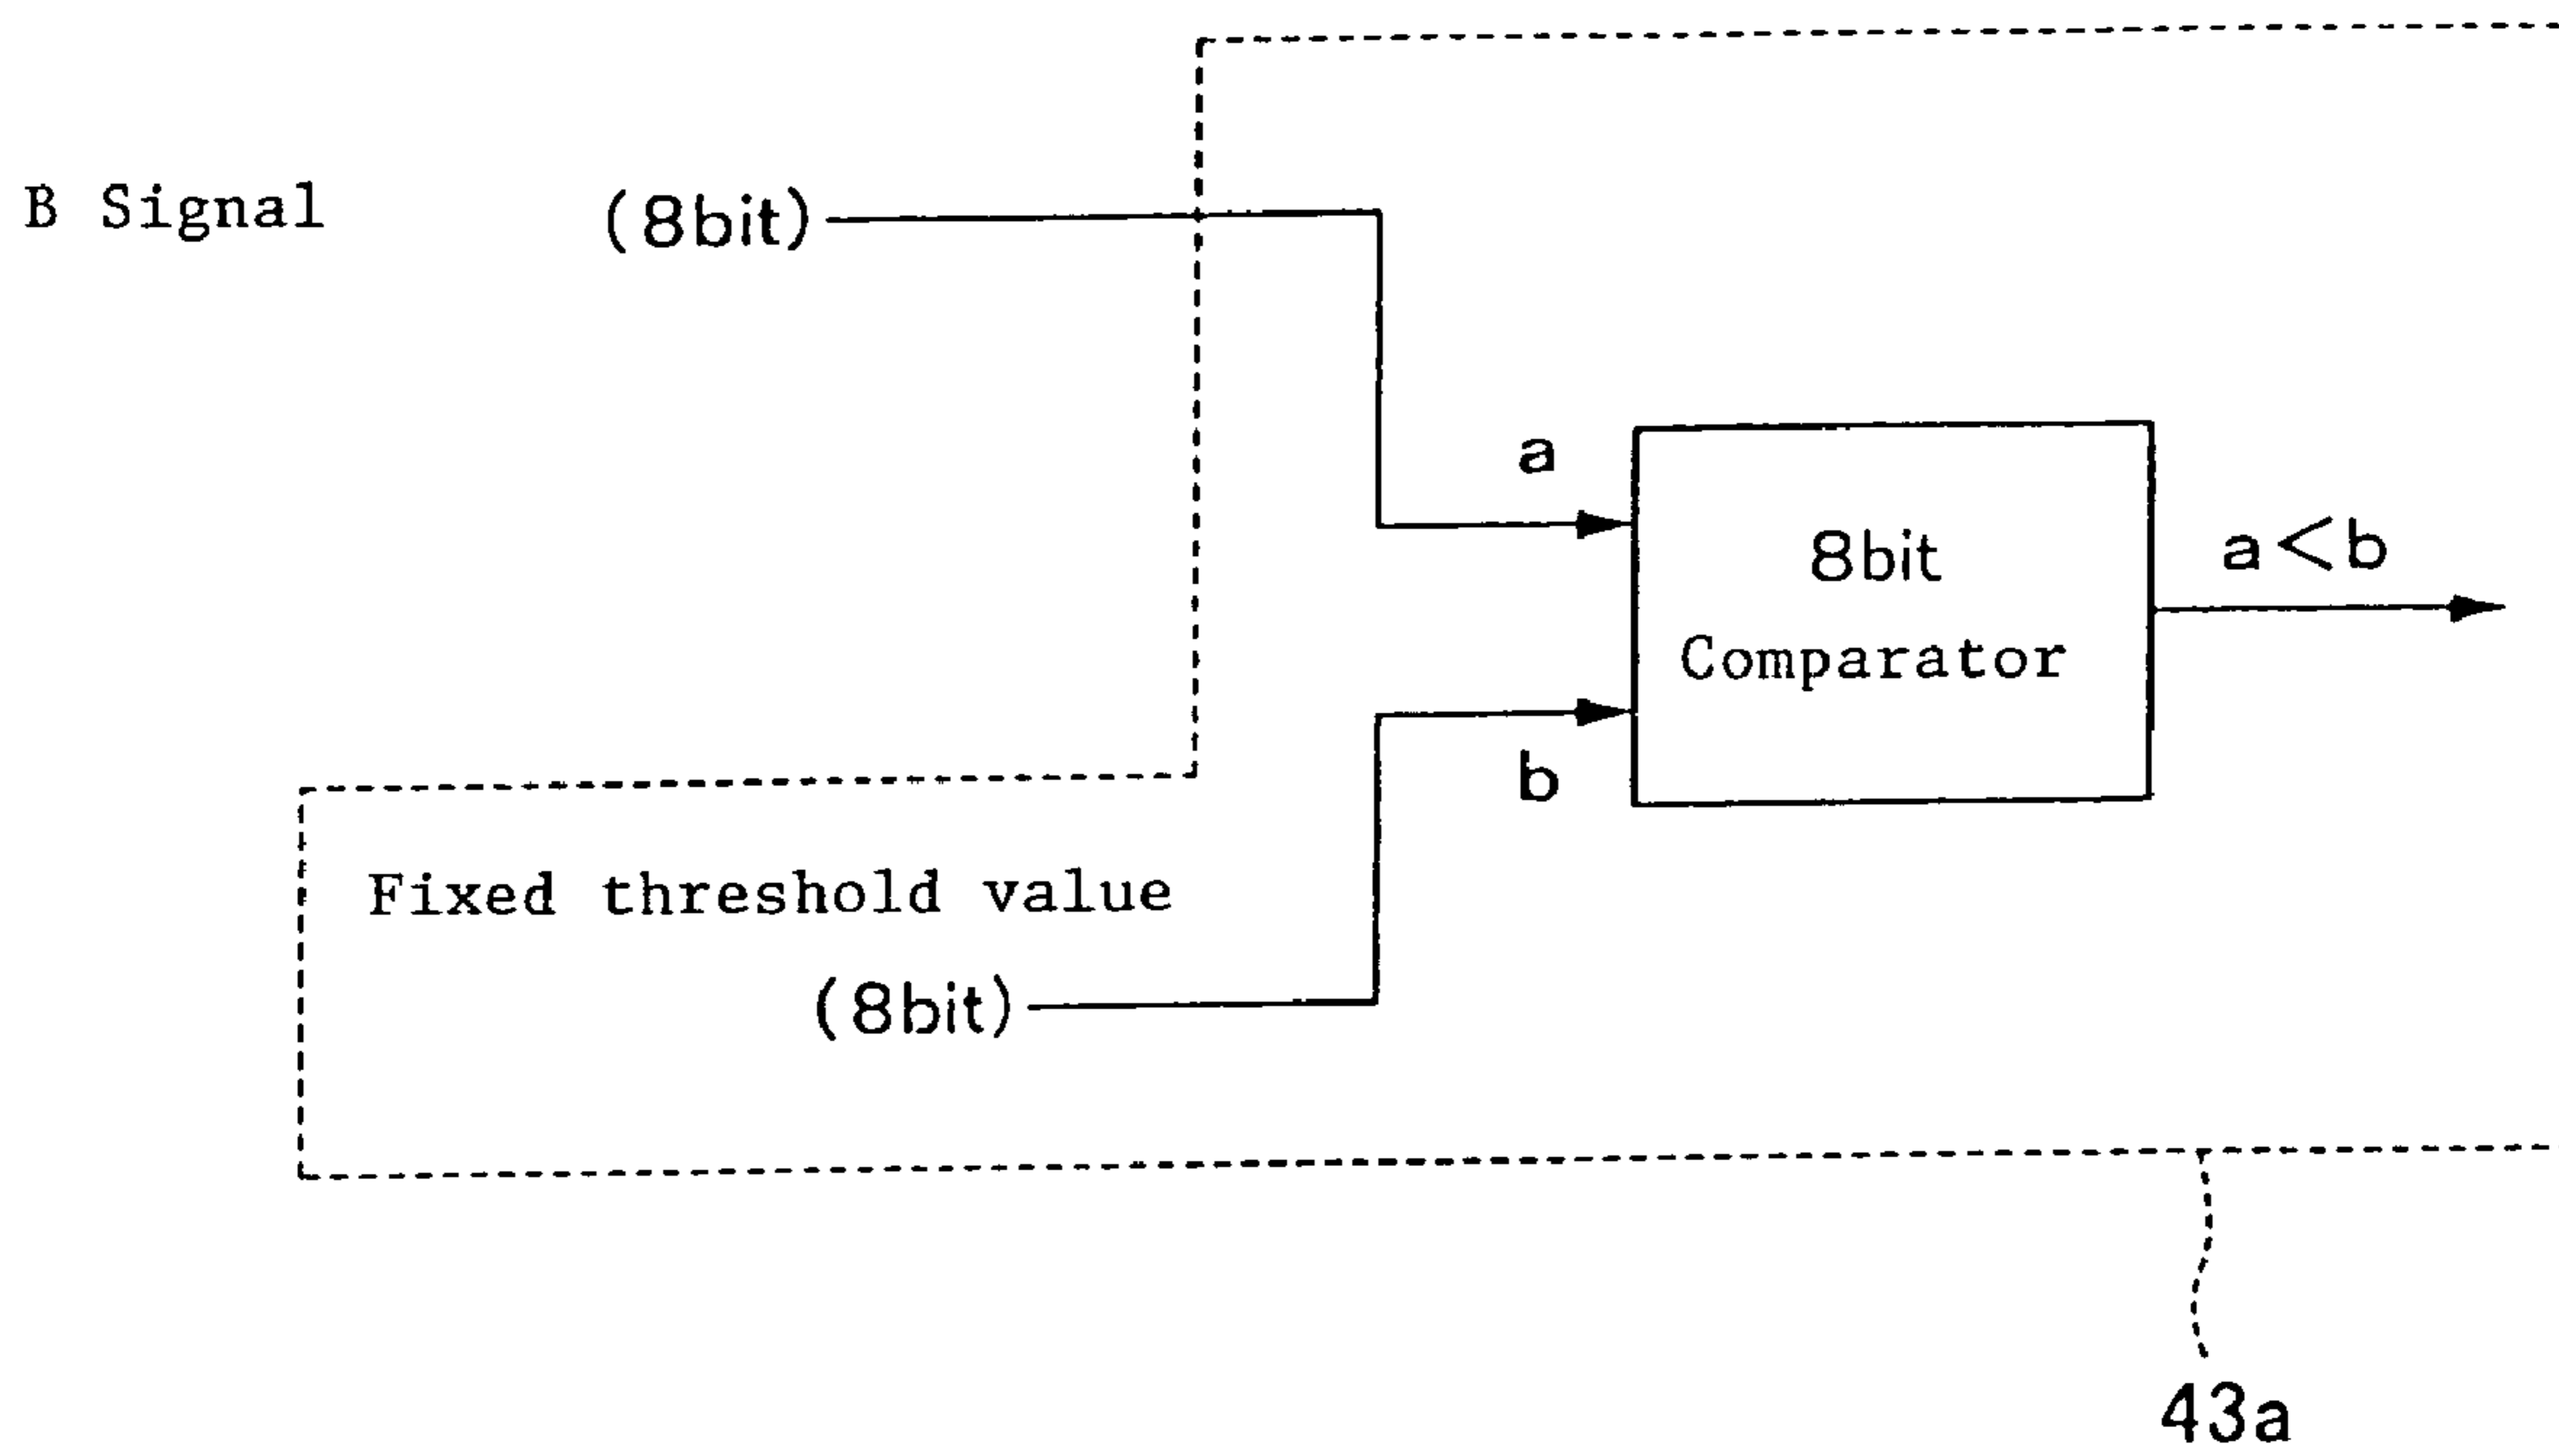 B Signal (8bit)
a
8bit
Comparator
a<b
b
Fixed threshold value
(8bit)
43a